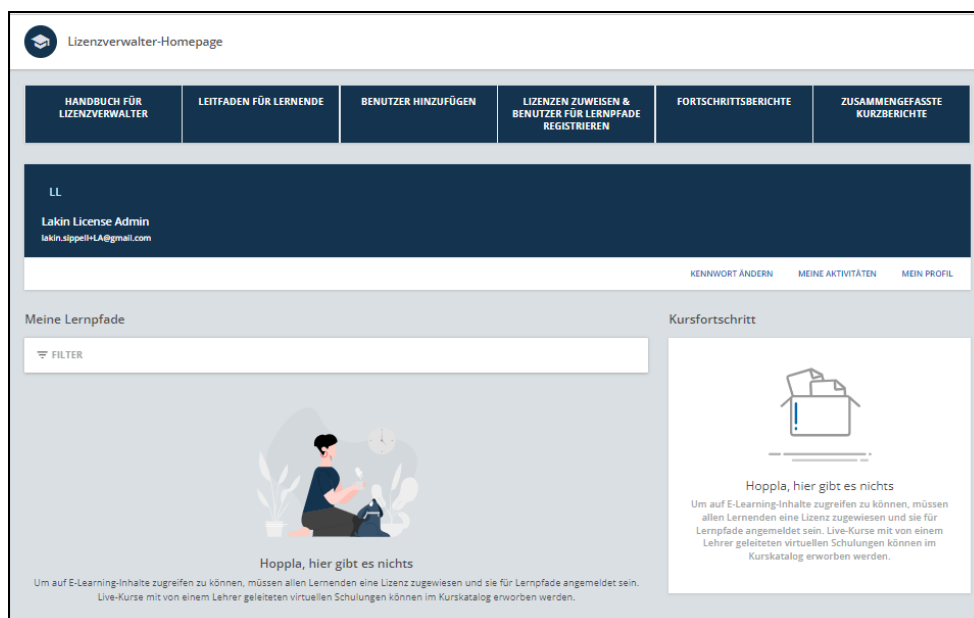 Lizenzverwalter-Homepage
HANDBUCH FÜR
LIZENZVERWALTER
LEITFADEN FÜR LERNENDE
BENUTZER HINZUFÜGEN
LIZENZEN ZUWEISEN &
BENUTZER FÜR LERNPFADE
REGISTRIEREN
FORTSCHRITTSBERICHTE
ZUSAMMENGEFASSTE
KURZBERICHTE
LL
Lakin License Admin
lakin.sippell+LA@gmail.com
KENNWORT ÄNDERN
MEINE AKTIVITÄTEN
MEIN PROFIL
Meine Lernpfade
FILTER
Hoppla, hier gibt es nichts
Um auf E-Learning-Inhalte zugreifen zu können, müssen allen Lernenden eine Lizenz zugewiesen und sie für Lernpfade angemeldet sein.
Live-Kurse mit von einem Lehrer geleiteten virtuellen Schulungen können im Kurskatalog erworben werden.
Kursfortschritt
Hoppla, hier gibt es nichts
Um auf E-Learning-Inhalte zugreifen zu können, müssen
allen Lernenden eine Lizenz zugewiesen und sie für
Lernpfade angemeldet sein. Live-Kurse mit von einem
Lehrer geleiteten virtuellen Schulungen können im
Kurskatalog erworben werden.